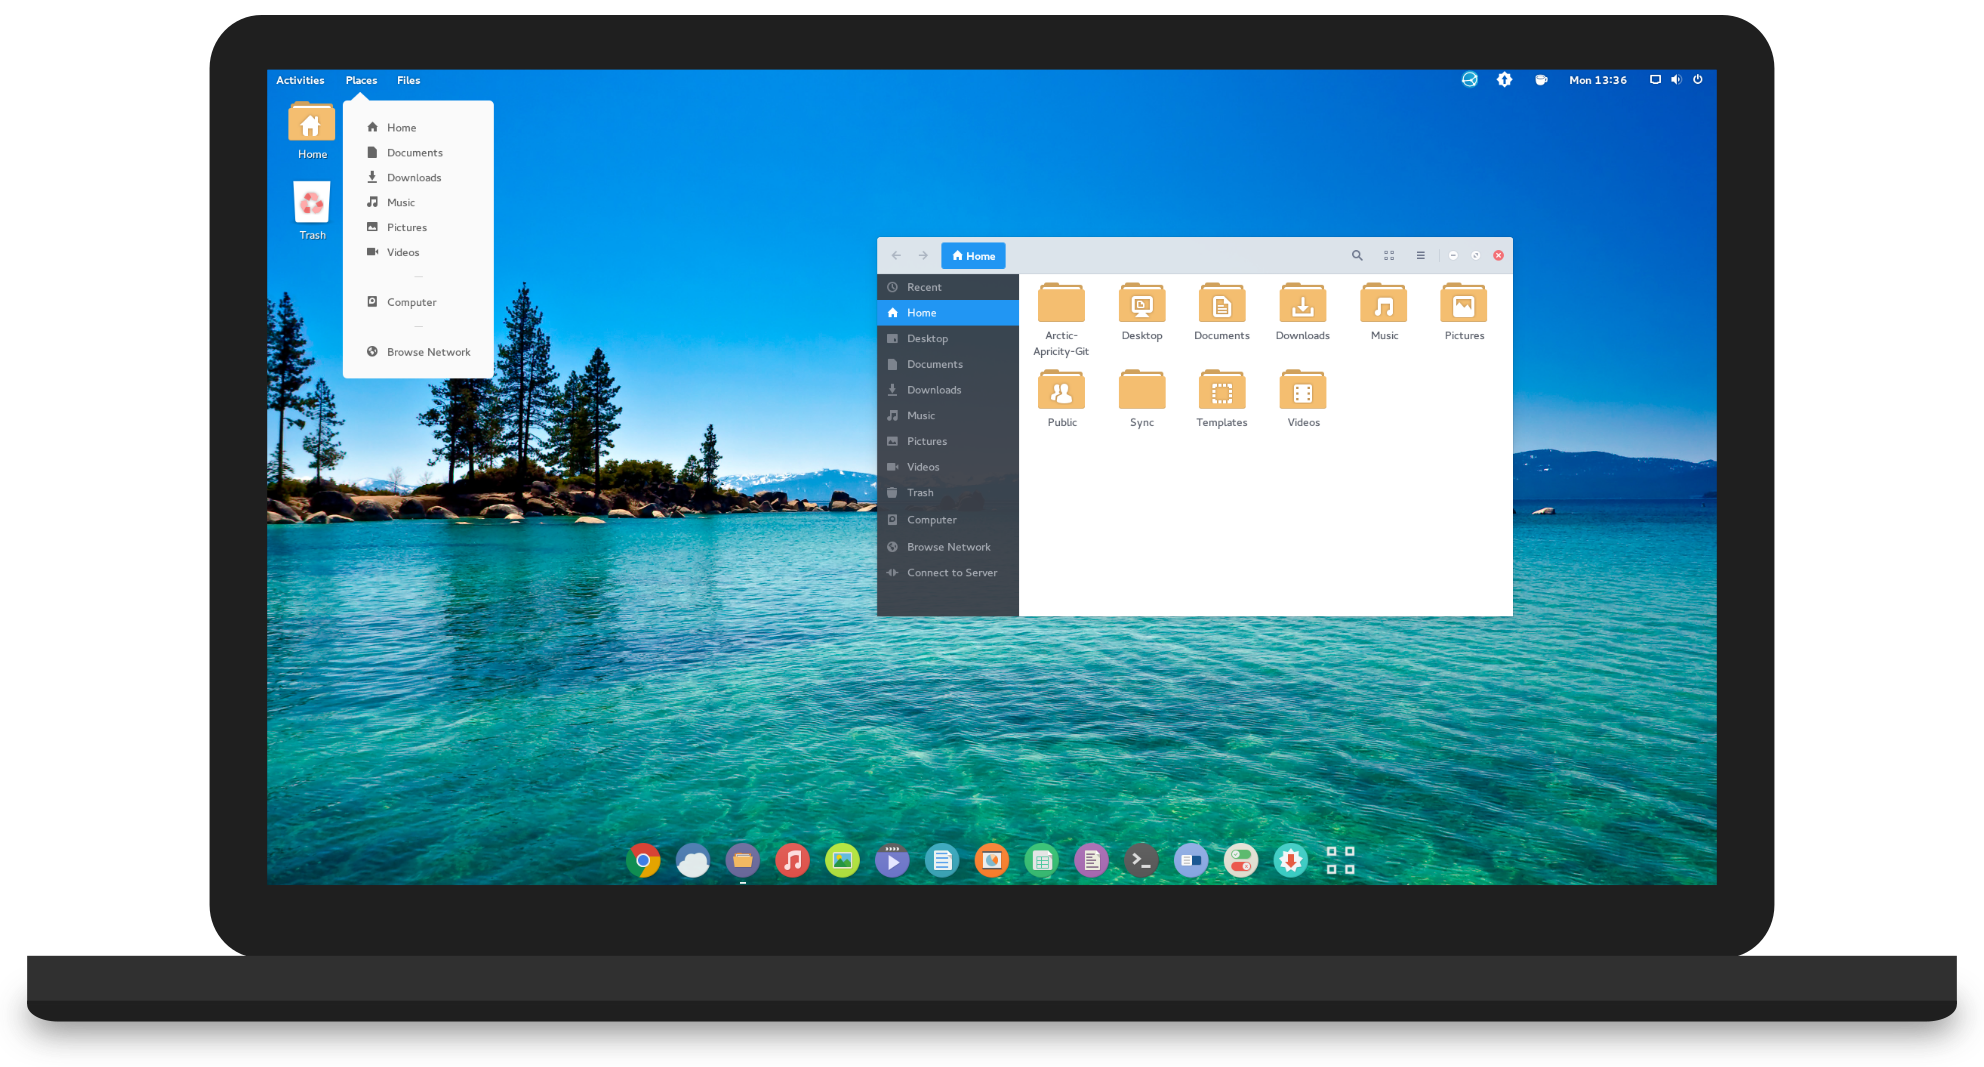 Activities Places Files Mon 13:36
Home
Trash
Home
Documents
Downloads
Music
Pictures
Videos
Computer
Browse Network
Home
Recent
Home
Desktop
Documents
Downloads
Music
Pictures
Videos
Trash
Computer
Browse Network
Connect to Server
Arctic-
Apricity-Git
Desktop
Documents
Downloads
Music
Pictures
Public
Sync
Templates
Videos